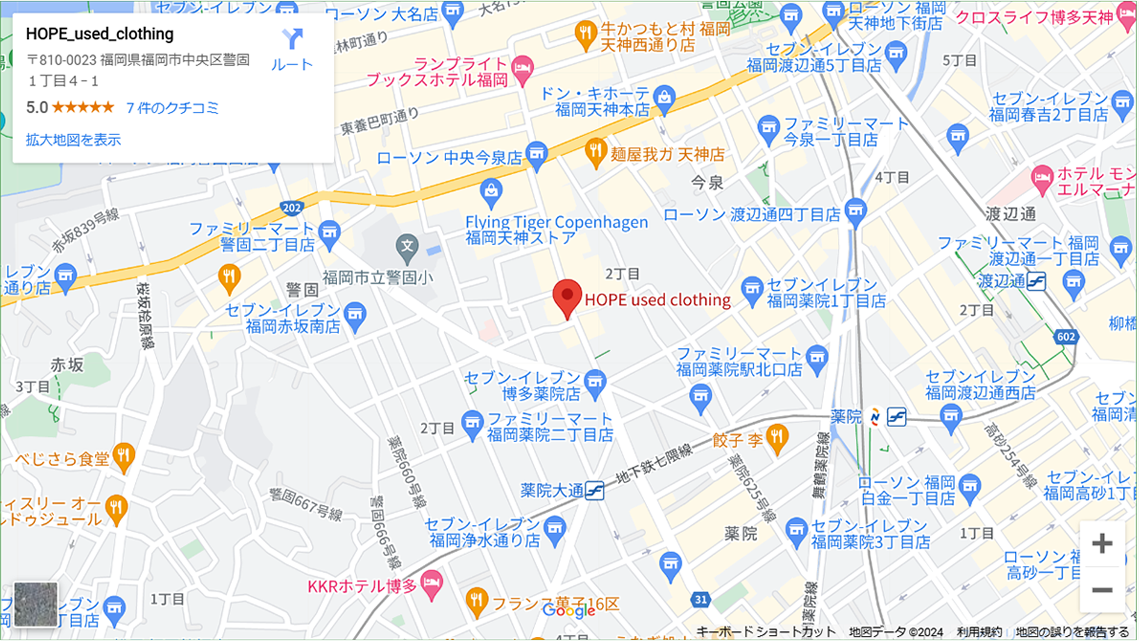 HOPE_used_clothing
〒810-0023 福岡県福岡市中央区警固
1丁目4−1
5.0 ★★★★★ 7 件のクチコミ
拡大地図を表示
ルート
セブン-イレブン
ローソン 大名店
警固公園
ローソン 福岡
天神地下街店
クロスライフ博多天神
牛かつもと村 福岡
天神西通り店
セブン-イレブン
福岡渡辺通5丁目店
5丁目
ランプライト
ブックスホテル福岡
ドン・キホーテ
福岡天神本店
セブン-イレブン
福岡春吉2丁目店
東養巴町通り
ファミリーマート
今泉一丁目店
ローソン 中央今泉店
麺屋我ガ 天神店
今泉
4丁目
ホテル モン
エルマーナ
202
赤坂839号線
Flying Tiger Copenhagen
福岡天神ストア
ローソン 渡辺通四丁目店
渡辺通
ファミリーマート
警固二丁目店
ファミリーマート 福岡
渡辺通一丁目店
レブン
通り店
福岡市立警固小
2丁目
渡辺通
桜坂桧原線
警固
HOPE used clothing
セブン-イレブン
福岡薬院1丁目店
セブン-イレブン
福岡赤坂南店
2丁目
柳橋
602
赤坂
3丁目
ファミリーマート
福岡薬院駅北口店
セブン-イレブン
博多薬院店
セブン-イレブン
福岡渡辺通西店
セブン
福岡清
2丁目
ファミリーマート
福岡薬院二丁目店
薬院
餃子 李
べじさら食堂
薬院660号線
地下鉄七隈線
薬院625号線
舞鶴薬院線
高砂254号線
薬院大通
ローソン 福岡
白金一丁目店
セブン-イレ
福岡高砂1丁
ィスリー オー
ルドゥジュール
警固667号線
警固666号線
セブン-イレブン
福岡浄水通り店
薬院
セブン-イレブン
福岡薬院3丁目店
1丁目
ローソン 福
高砂一丁目
KKRホテル博多
1丁目
フランス菓子16区
31
Google
4丁目
キーボード ショートカット
地図データ ©2024
利用規約
地図の誤りを報告する